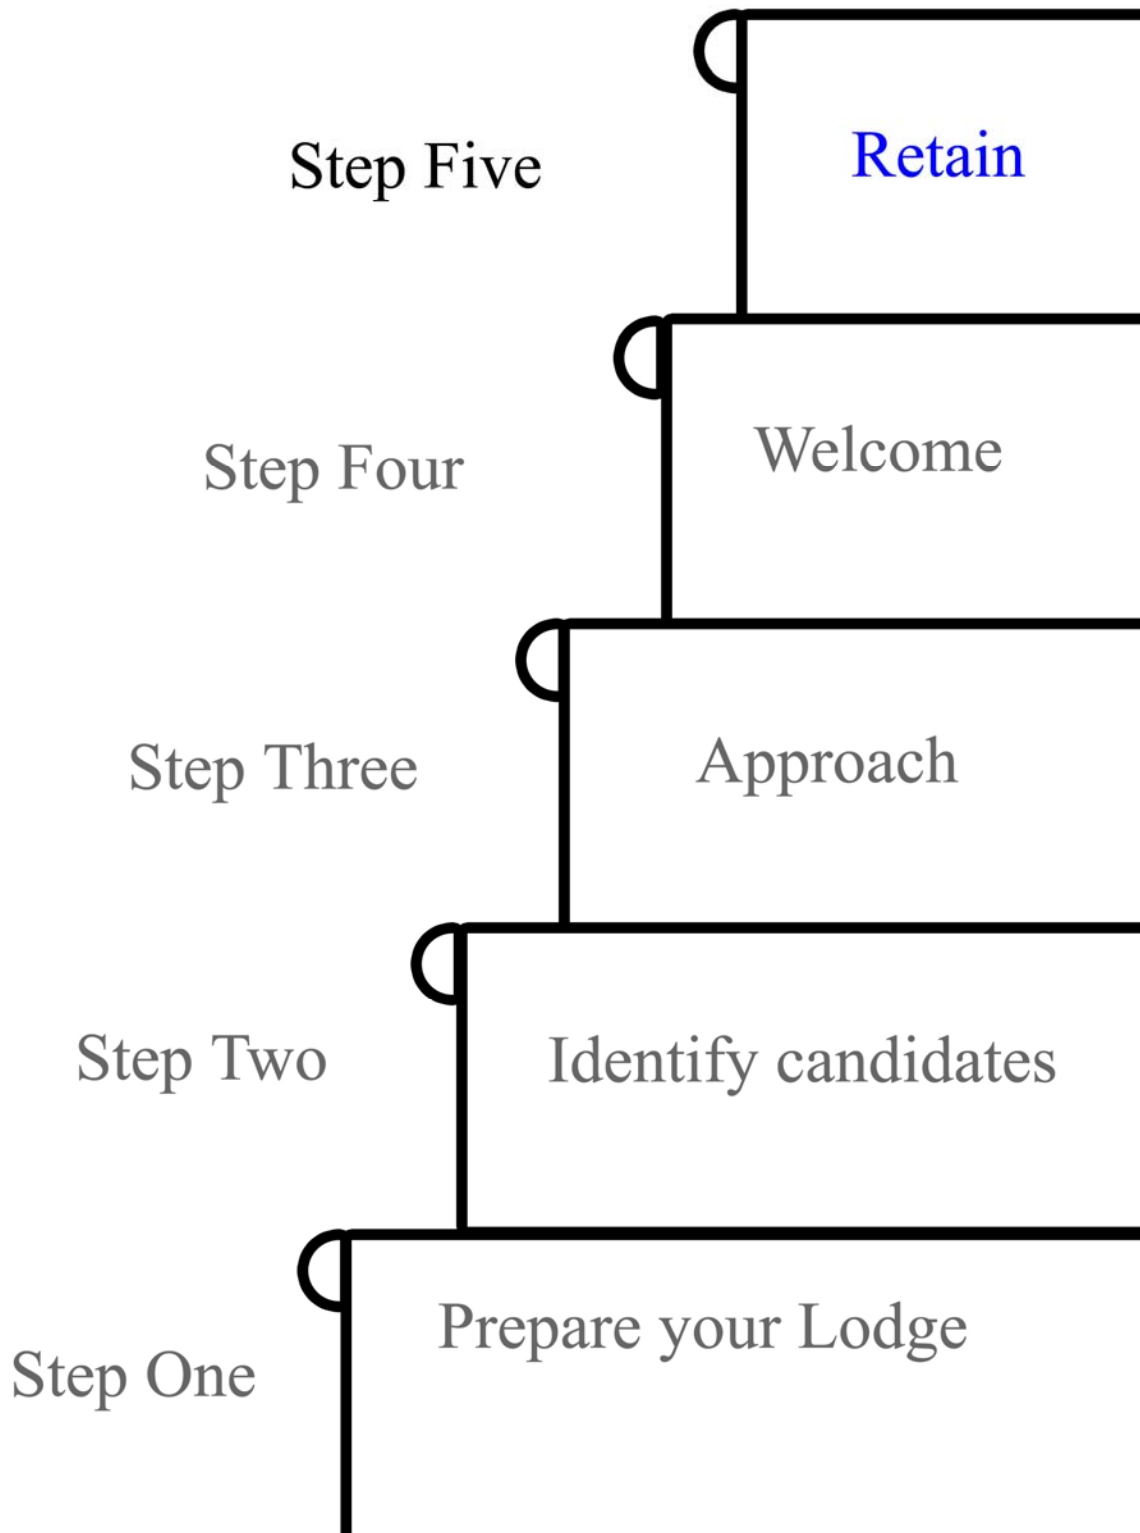 Step Five
Retain
Step Four
Welcome
Step Three
Approach
Step Two
Identify candidates
Step One
Prepare your Lodge